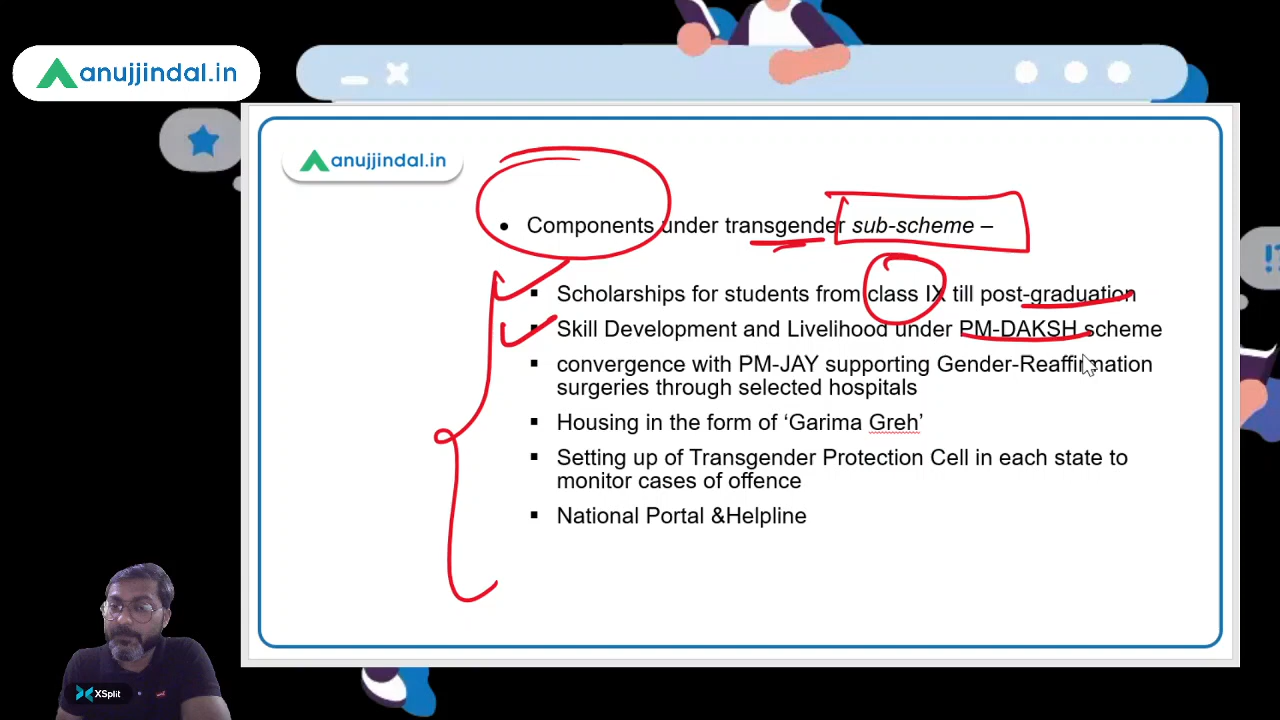 anujjindal.in
anujjindal.in
• Components under transgender sub-scheme –
▪ Scholarships for students from class IX till post-graduation
▪ Skill Development and Livelihood under PM-DAKSH scheme
▪ convergence with PM-JAY supporting Gender-Reaffirmation
surgeries through selected hospitals
▪ Housing in the form of ‘Garima Greh’
▪ Setting up of Transgender Protection Cell in each state to
monitor cases of offence
▪ National Portal &Helpline
XSplit